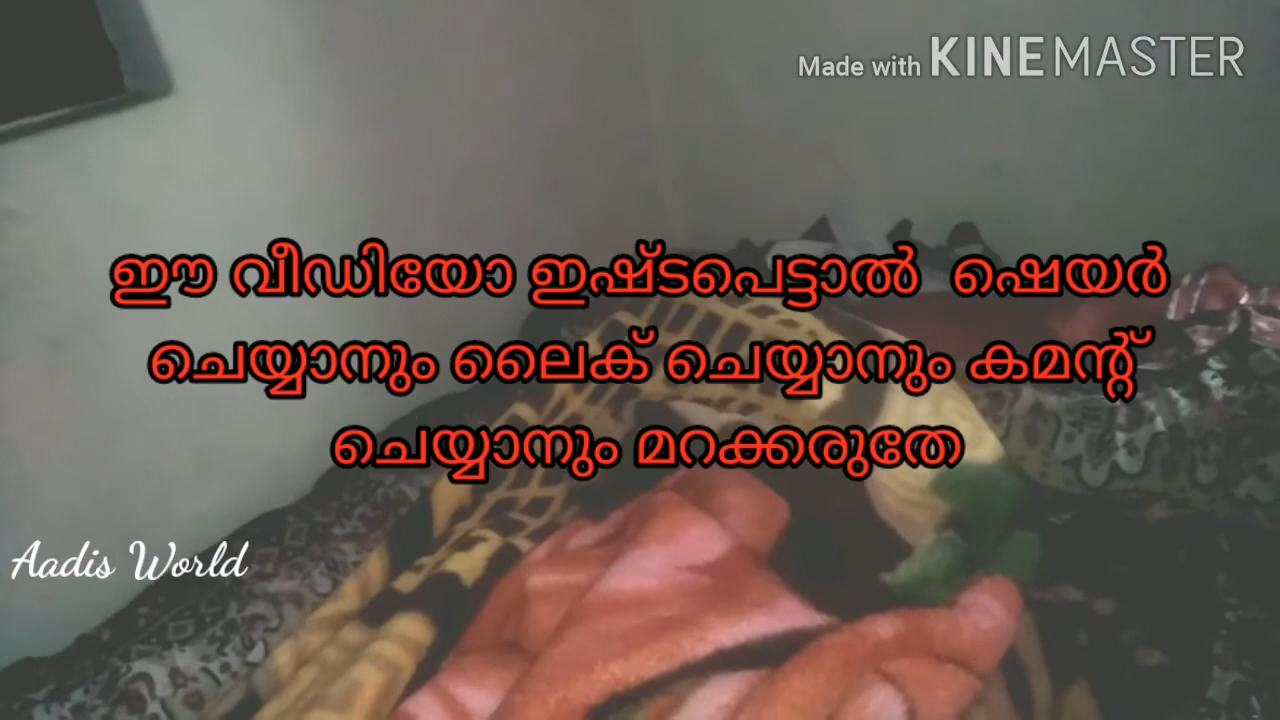 Made with KINEMASTER
ഈ വീഡിയോ ഇഷ്ടപെട്ടാൽ ഷെയർ
ചെയ്യാനും ലൈക് ചെയ്യാനും കമന്റ്
ചെയ്യാനും മറക്കരുതേ
Aadis World